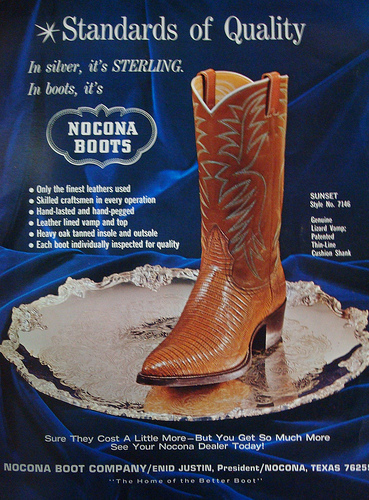 Standards of Quality
In silver, it's STERLING.
In boots, it's
NOCONA
BOOTS
• Only the finest leathers used
• Skilled craftsmen in every operation
• Hand-lasted and hand-pegged
• Leather lined vamp and top
• Heavy oak tanned insole and outsole
• Each boot individually inspected for quality
SUNSET
Style No. 7146
Genuine
Lizard Vamp;
Patented
Thin-Line
Cushion Shank
Sure They Cost A Little More—But You Get So Much More
See Your Nocona Dealer Today!
NOCONA BOOT COMPANY/ENID JUSTIN, President/NOCONA, TEXAS 76255
"The Home of the Better Boot"